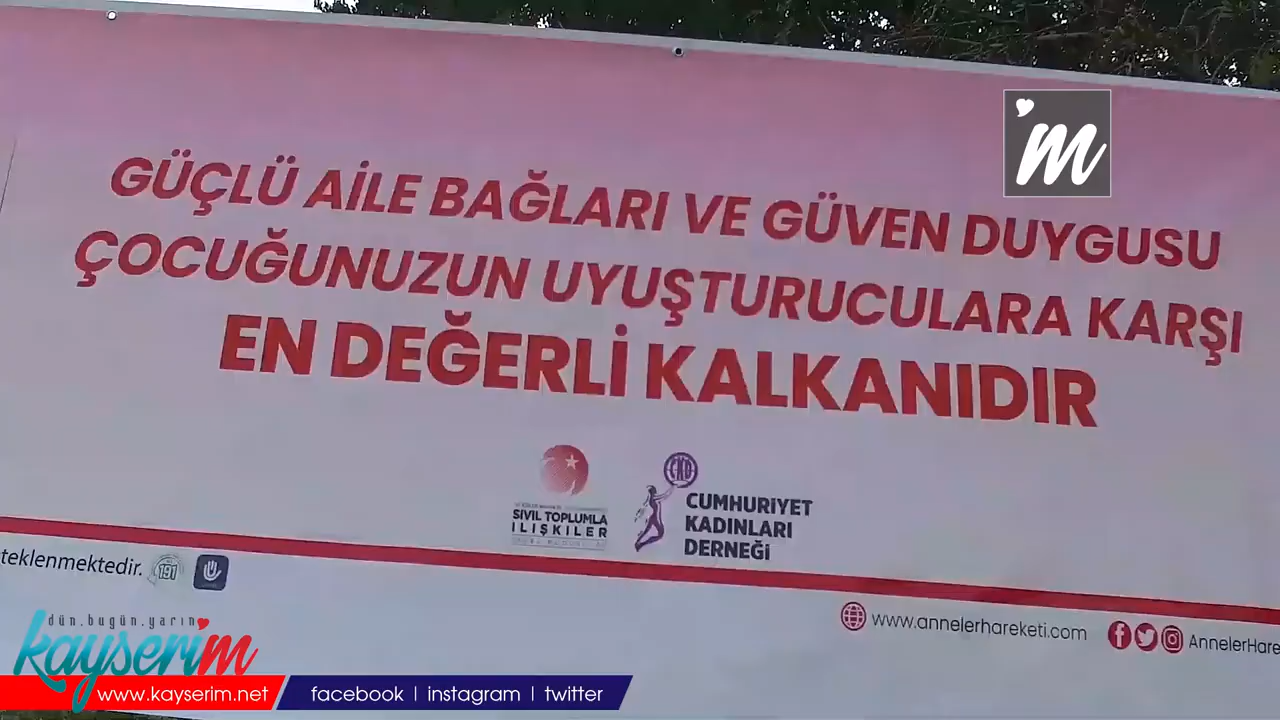 'm
GÜÇLÜ AİLE BAĞLARI VE GÜVEN DUYGUSU
ÇOCUĞUNUZUN UYUŞTURUCULARA KARŞI
EN DEĞERLİ KALKANIDIR
SİVİL TOPLUMLA
İLİŞKİLER
ÇKD
CUMHURİYET
KADINLARI
DERNEĞİ
teklenmektedir.
191
www.annelerhareketi.com
AnnelerHare
dün.bugün.yarın
kayserim
www.kayserim.net
facebook | instagram | twitter